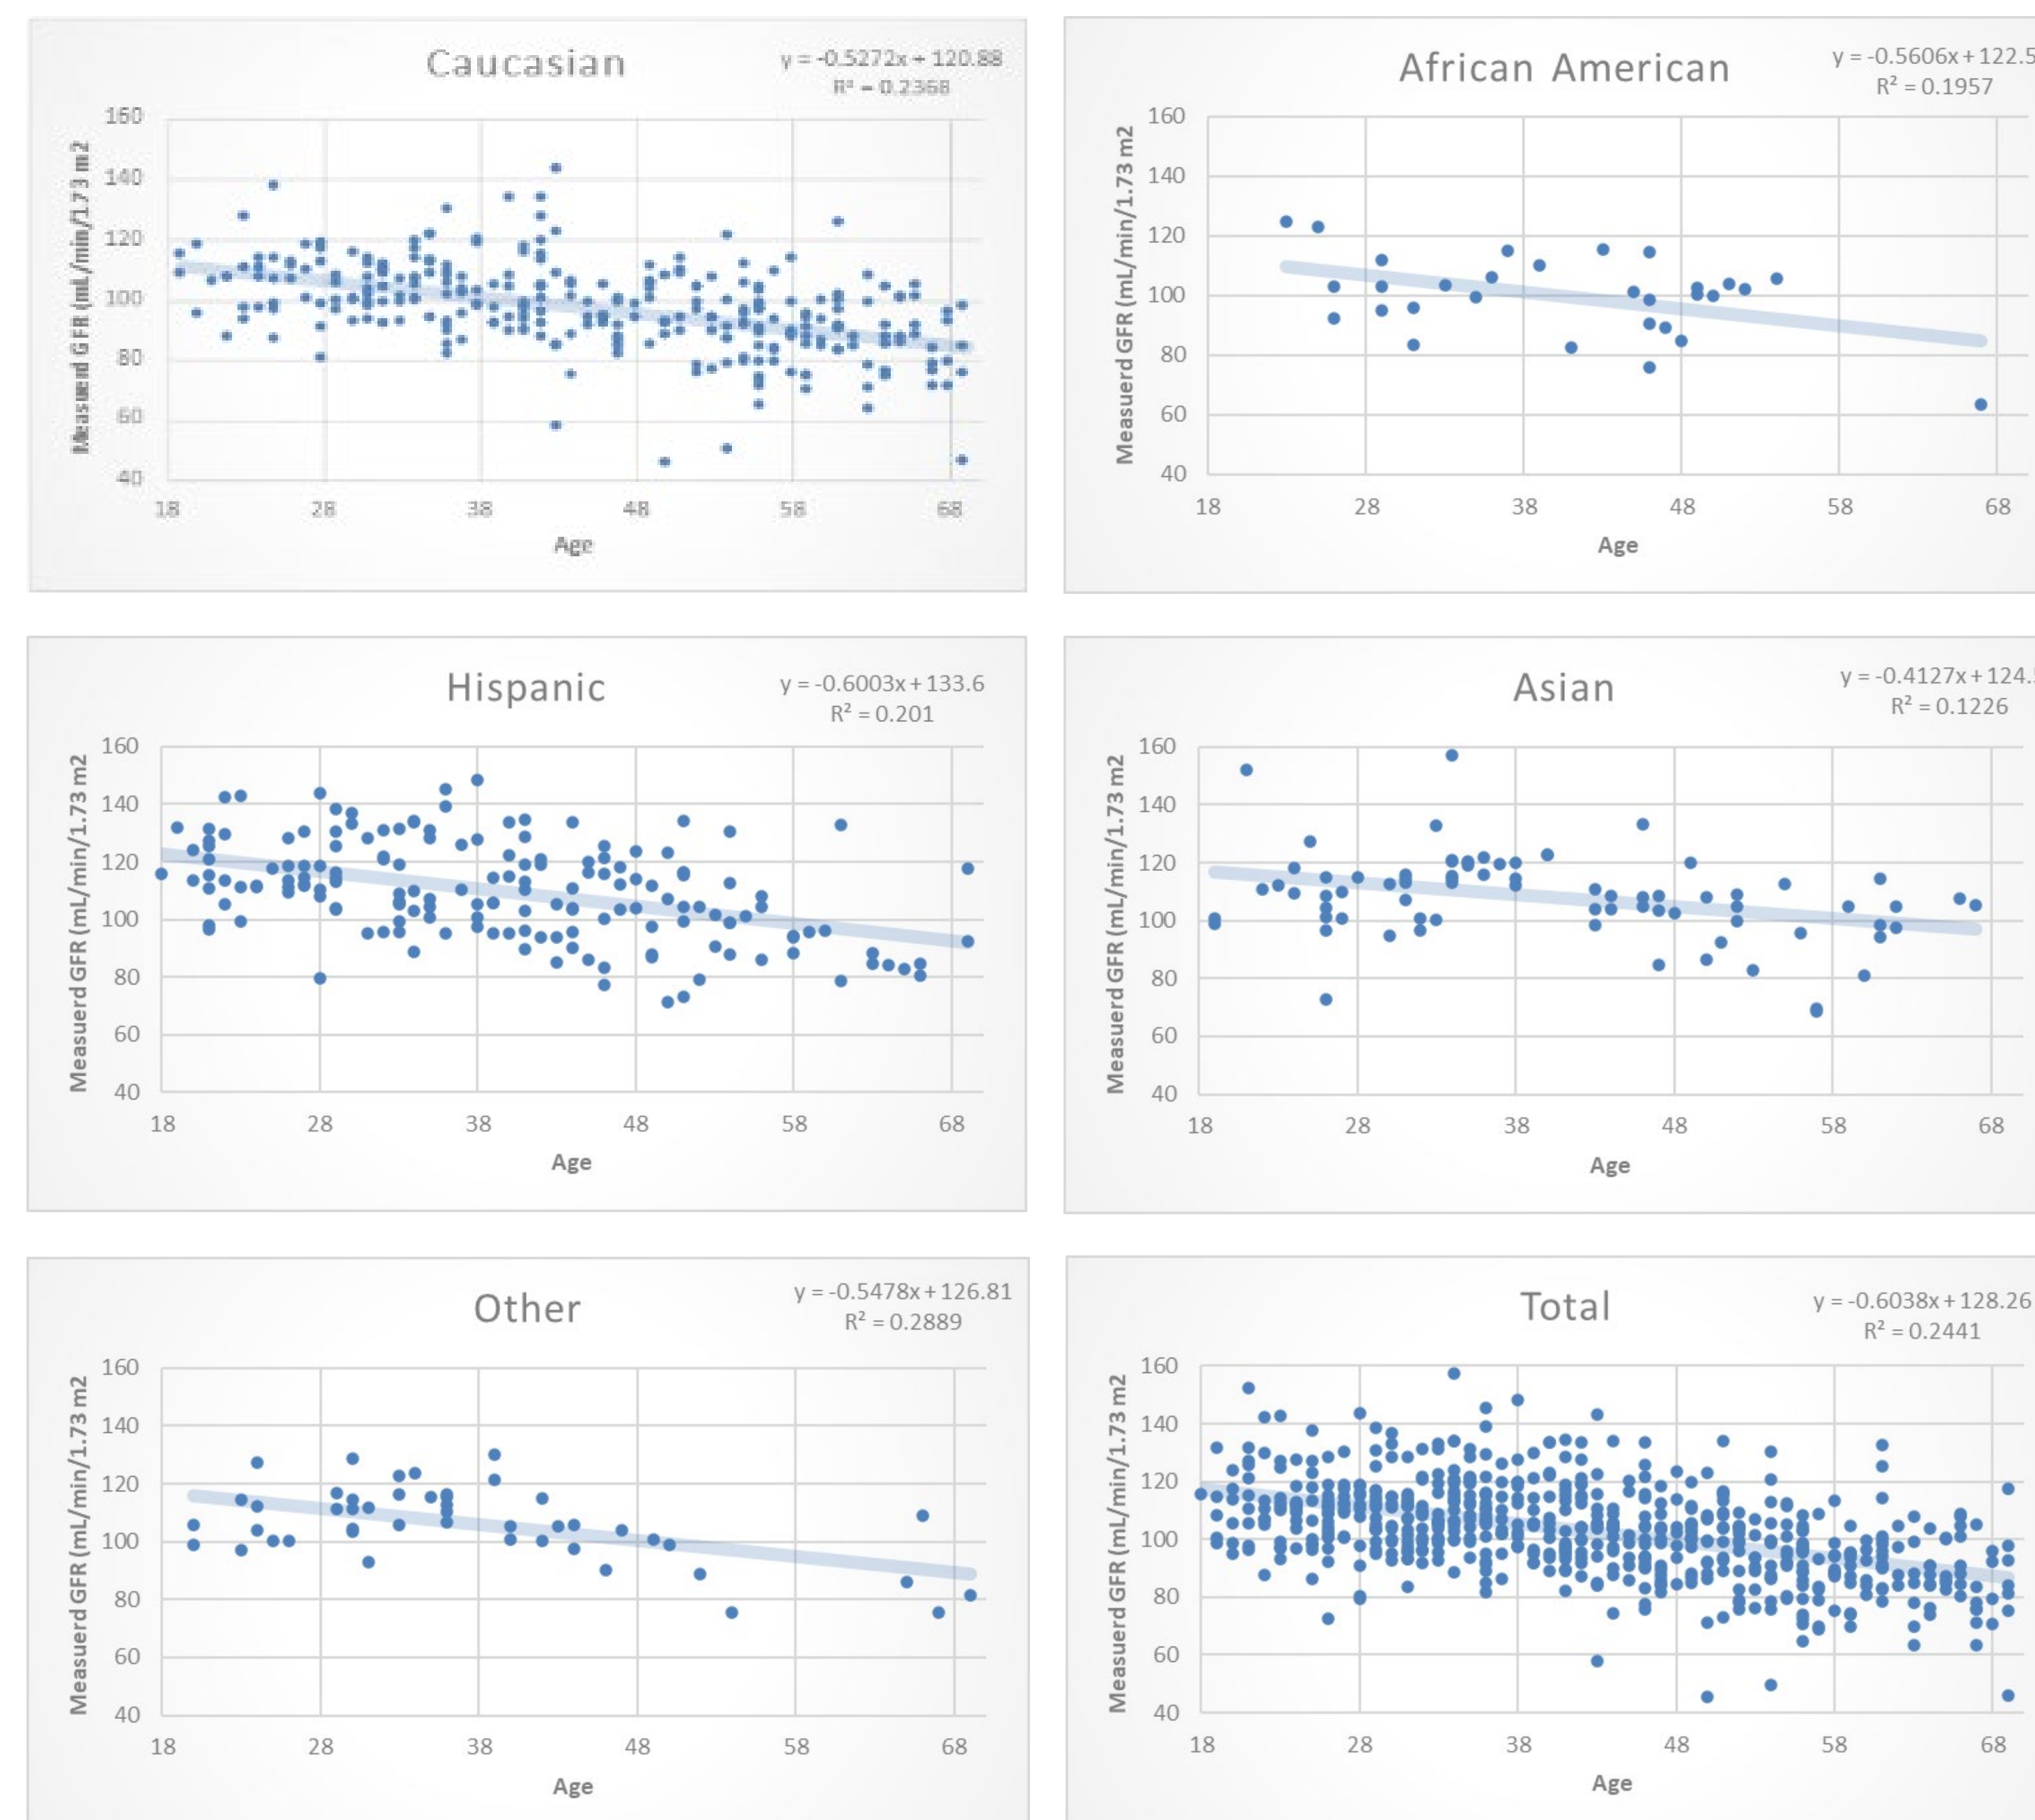 Caucasian
y = -0.5272x + 120.88
R² = 0.2368
Measuerd GFR (mL/min/1.73 m2
160
140
120
100
80
60
40
18 28 38 48 58 68
Age
African American
y = -0.5606x + 122.5
R² = 0.1957
Measuerd GFR (mL/min/1.73 m2
160
140
120
100
80
60
40
18 28 38 48 58 68
Age
Hispanic
y = -0.6003x + 133.6
R² = 0.201
Measuerd GFR (mL/min/1.73 m2
160
140
120
100
80
60
40
18 28 38 48 58 68
Age
Asian
y = -0.4127x + 124.
R² = 0.1226
Measuerd GFR (mL/min/1.73 m2
160
140
120
100
80
60
40
18 28 38 48 58 68
Age
Other
y = -0.5478x + 126.81
R² = 0.2889
Measuerd GFR (mL/min/1.73 m2
160
140
120
100
80
60
40
18 28 38 48 58 68
Age
Total
y = -0.6038x + 128.26
R² = 0.2441
Measuerd GFR (mL/min/1.73 m2
160
140
120
100
80
60
40
18 28 38 48 58 68
Age